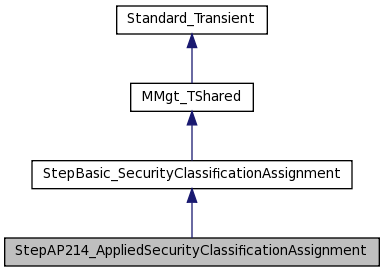 Standard_Transient
MMgt_TShared
StepBasic_SecurityClassificationAssignment
StepAP214_AppliedSecurityClassificationAssignment